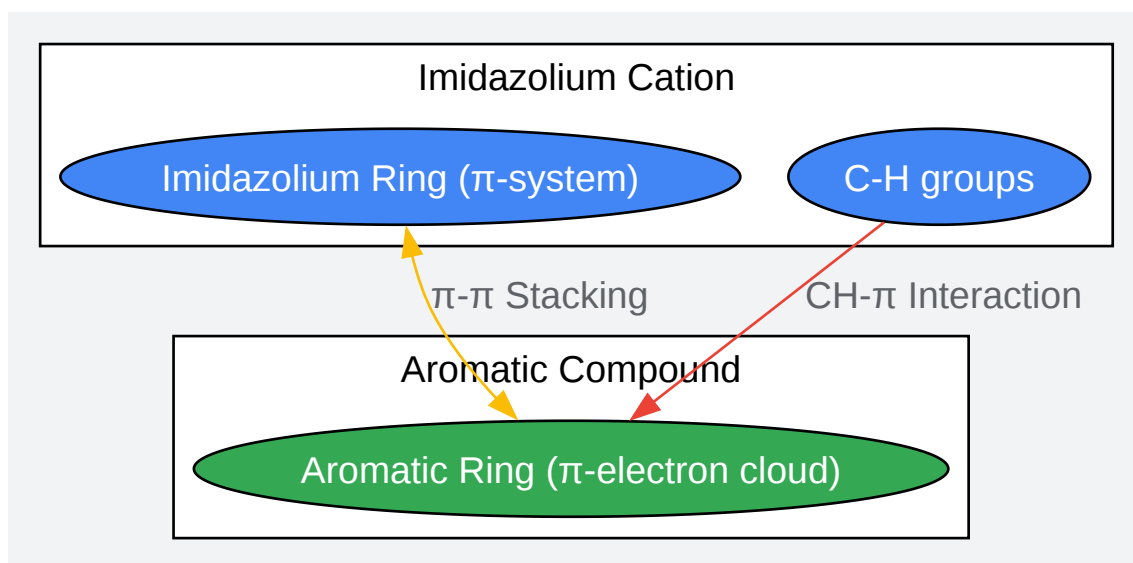 Imidazolium Cation
Imidazolium Ring (π-system)
C-H groups
π-π Stacking
CH-π Interaction
Aromatic Compound
Aromatic Ring (π-electron cloud)